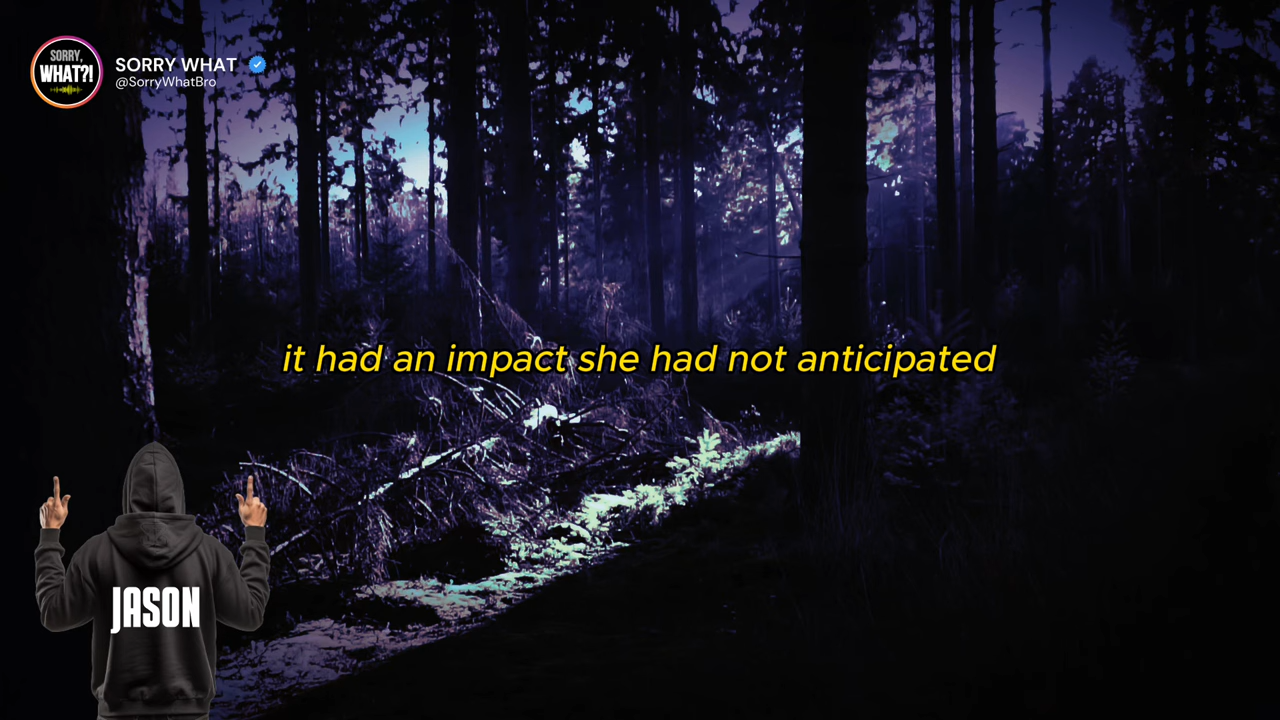 SORRY,
WHAT?!
SORRY WHAT
@SorryWhatBro
it had an impact she had not anticipated
JASON